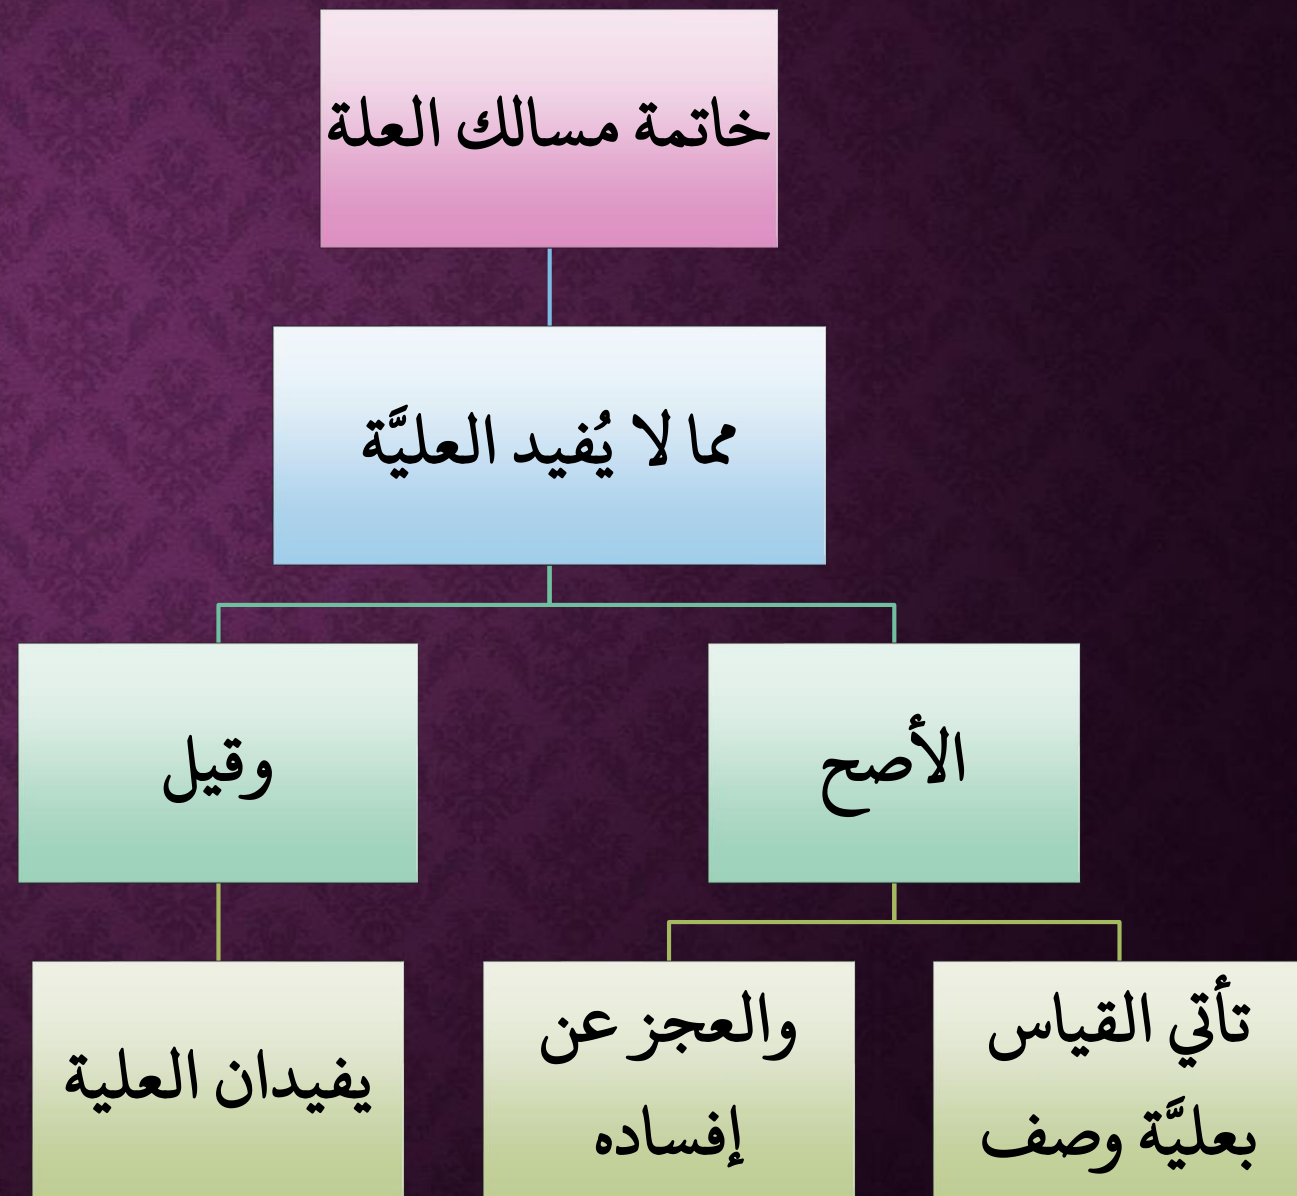 خاتمة مسالك العلة
مما لا يُفيد العليَّة
الأصح
وقيل
تأتي القياس
بعليَّة وصف
والعجز عن
إفساده
يفيدان العلية